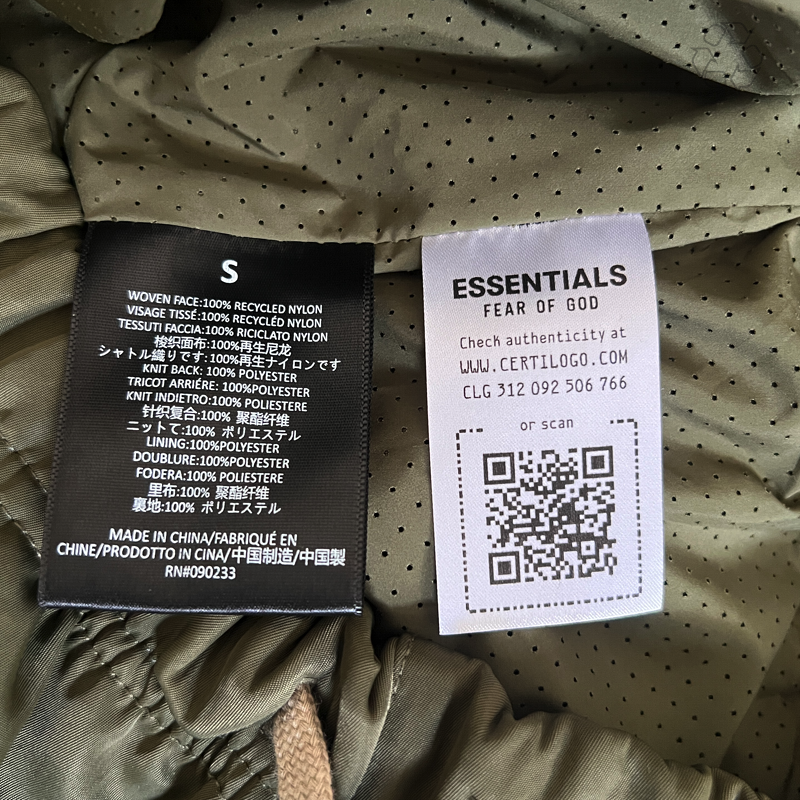 S
WOVEN FACE:100% RECYCLED NYLON
VISAGE TISSÉ:100% RECYCLÉD NYLON
TESSUTI FACCIA:100% RICICLATO NYLON
梭织面布:100%再生尼龙
シャトル織りです:100%再生ナイロンです
KNIT BACK: 100% POLYESTER
TRICOT ARRIÉRE: 100%POLYESTER
KNIT INDIETRO:100% POLIESTERE
针织复合:100% 聚酯纤维
ニットて:100% ポリエステル
LINING:100%POLYESTER
DOUBLURE:100%POLYESTER
FODERA:100% POLIESTERE
里布:100% 聚酯纤维
裏地:100% ポリエステル
MADE IN CHINA/FABRIQUÉ EN
CHINE/PRODOTTO IN CINA/中国制造/中国製
RN#090233
ESSENTIALS
FEAR OF GOD
Check authenticity at
WWW.CERTILOGO.COM
CLG 312 092 506 766
or scan